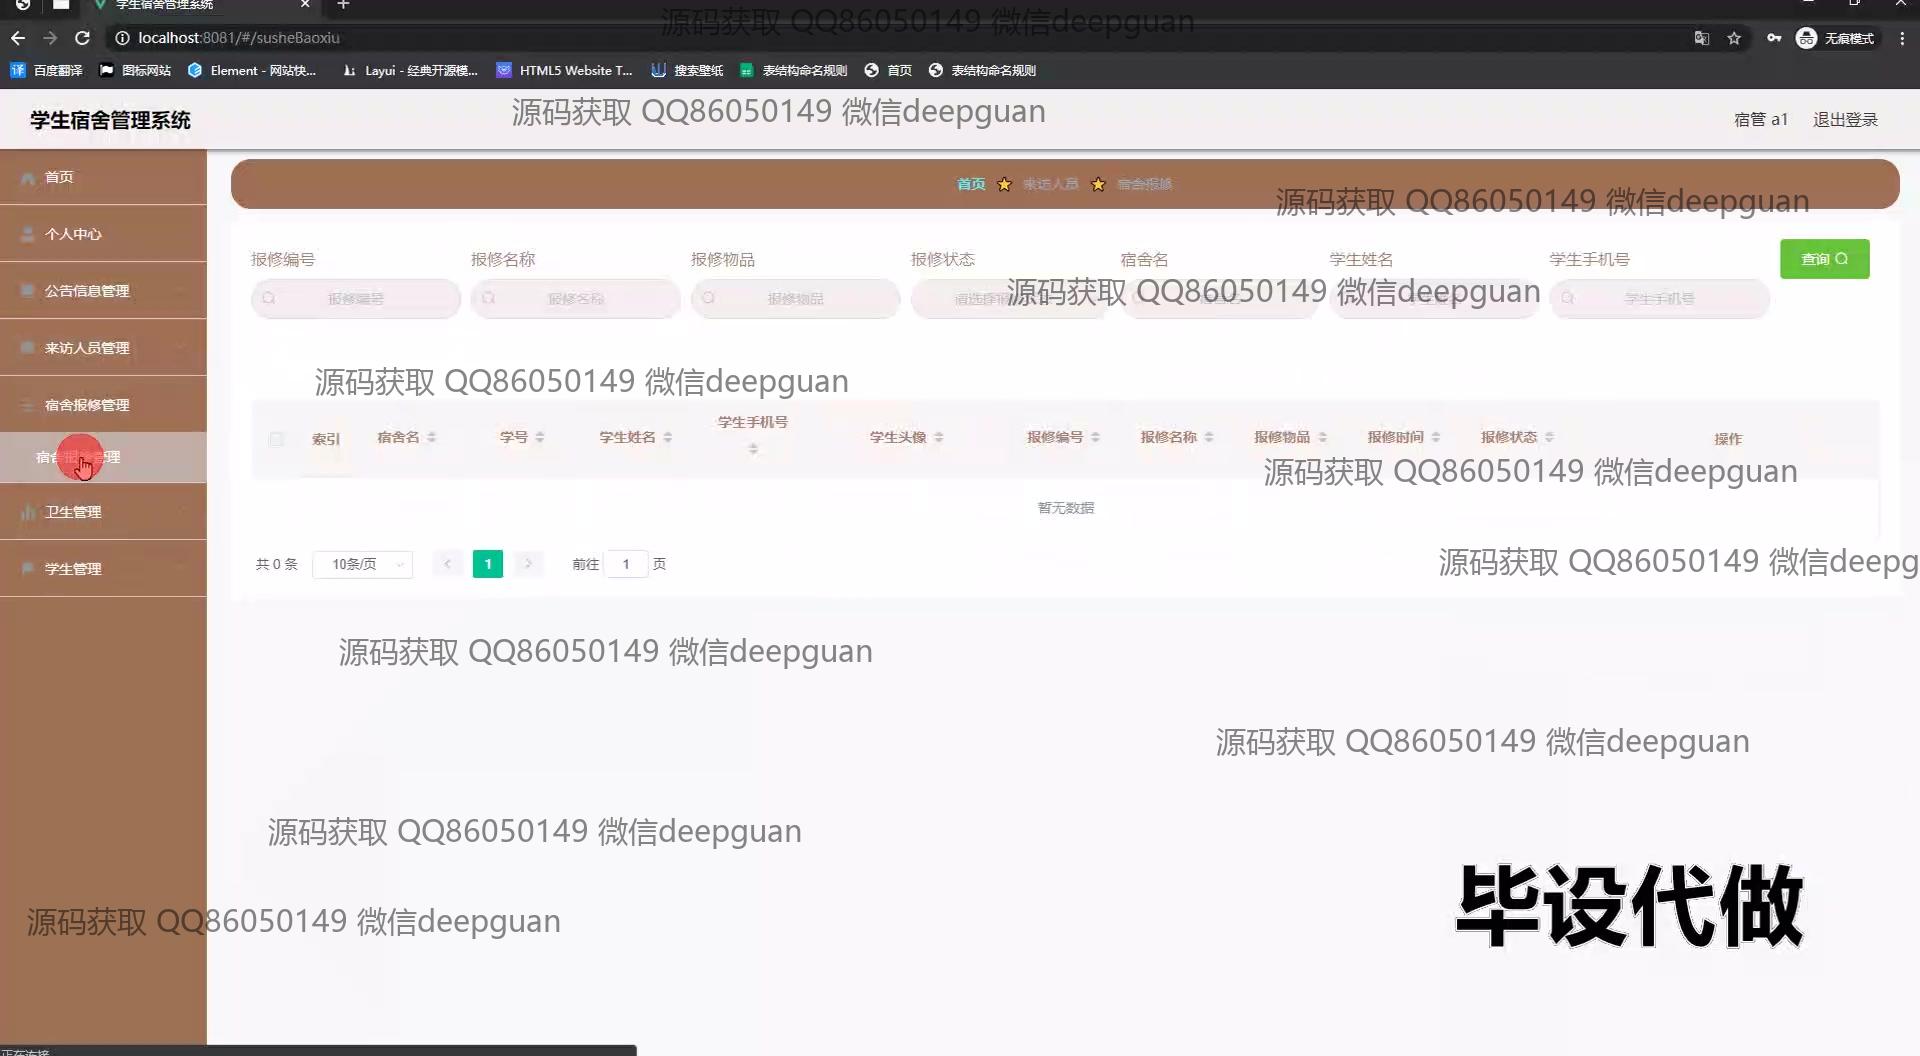 学生宿舍管理系统
localhost:8081/#/susheBaoxiu
无痕模式
百度翻译
图标网站
Element - 网站快...
Layui - 经典开源模...
HTML5 Website T...
搜索壁纸
表结构命名规则
首页
表结构命名规则
源码获取 QQ86050149 微信deepguan
学生宿舍管理系统
源码获取 QQ86050149 微信deepguan
宿管 a1
退出登录
首页
个人中心
公告信息管理
来访人员管理
宿舍报修管理
卫生管理
学生管理
首页
来访人员
宿舍报修
源码获取 QQ86050149 微信deepguan
报修编号
报修名称
报修物品
报修状态
宿舍名
学生姓名
学生手机号
查询
报修编号
报修名称
报修物品
学生手机号
源码获取 QQ86050149 微信deepguan
源码获取 QQ86050149 微信deepguan
索引
宿舍名
学号
学生姓名
学生手机号
学生头像
报修编号
报修名称
报修物品
报修时间
报修状态
操作
源码获取 QQ86050149 微信deepguan
暂无数据
共 0 条
10条/页
1
前往 1 页
源码获取 QQ86050149 微信deepg
源码获取 QQ86050149 微信deepguan
源码获取 QQ86050149 微信deepguan
源码获取 QQ86050149 微信deepguan
源码获取 QQ86050149 微信deepguan
毕设代做